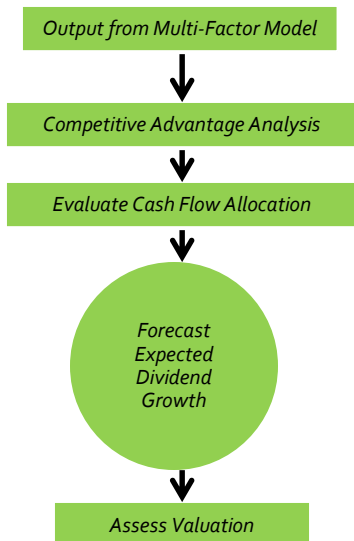 Output from Multi-Factor Model
Competitive Advantage Analysis
Evaluate Cash Flow Allocation
Forecast
Expected
Dividend
Growth
Assess Valuation